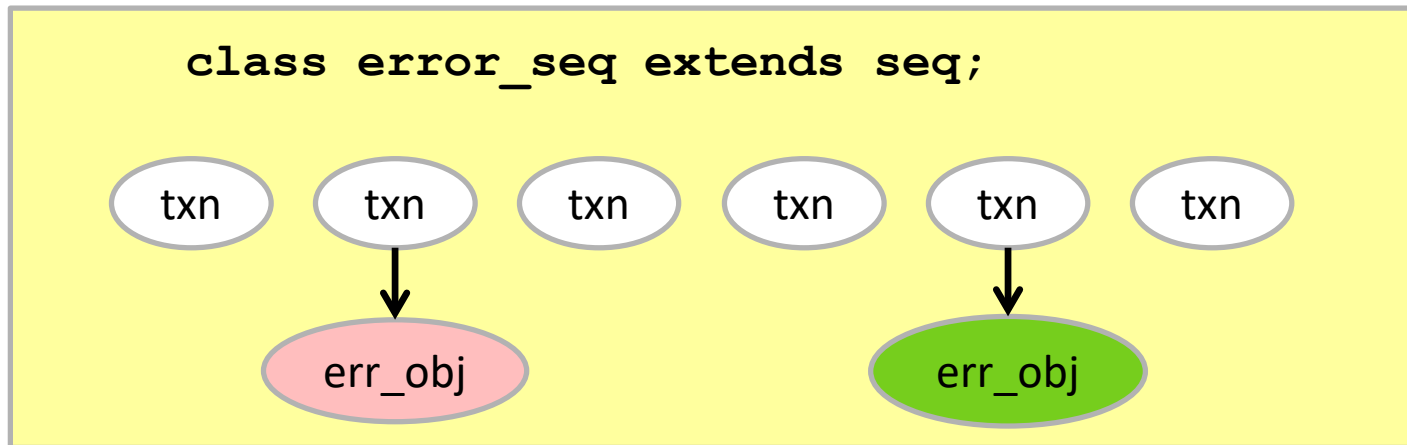 class error_seq extends seq;
txn txn txn txn txn txn
err_obj err_obj